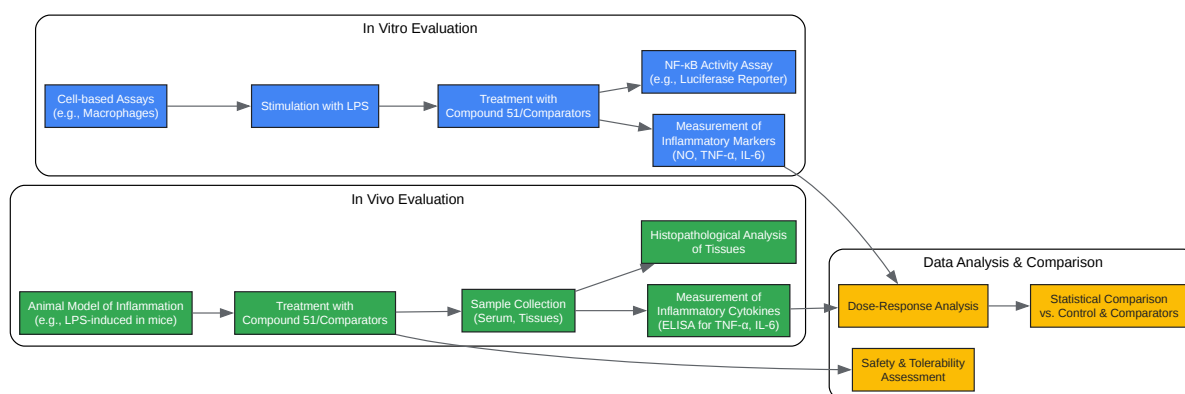 In Vitro Evaluation
Cell-based Assays
(e.g., Macrophages)
Stimulation with LPS
Treatment with
Compound 51/Comparators
NF-κB Activity Assay
(e.g., Luciferase Reporter)
Measurement of
Inflammatory Markers
(NO, TNF-α, IL-6)
In Vivo Evaluation
Animal Model of Inflammation
(e.g., LPS-induced in mice)
Treatment with
Compound 51/Comparators
Sample Collection
(Serum, Tissues)
Histopathological Analysis
of Tissues
Measurement of
Inflammatory Cytokines
(ELISA for TNF-α, IL-6)
Data Analysis & Comparison
Dose-Response Analysis
Statistical Comparison
vs. Control & Comparators
Safety & Tolerability
Assessment